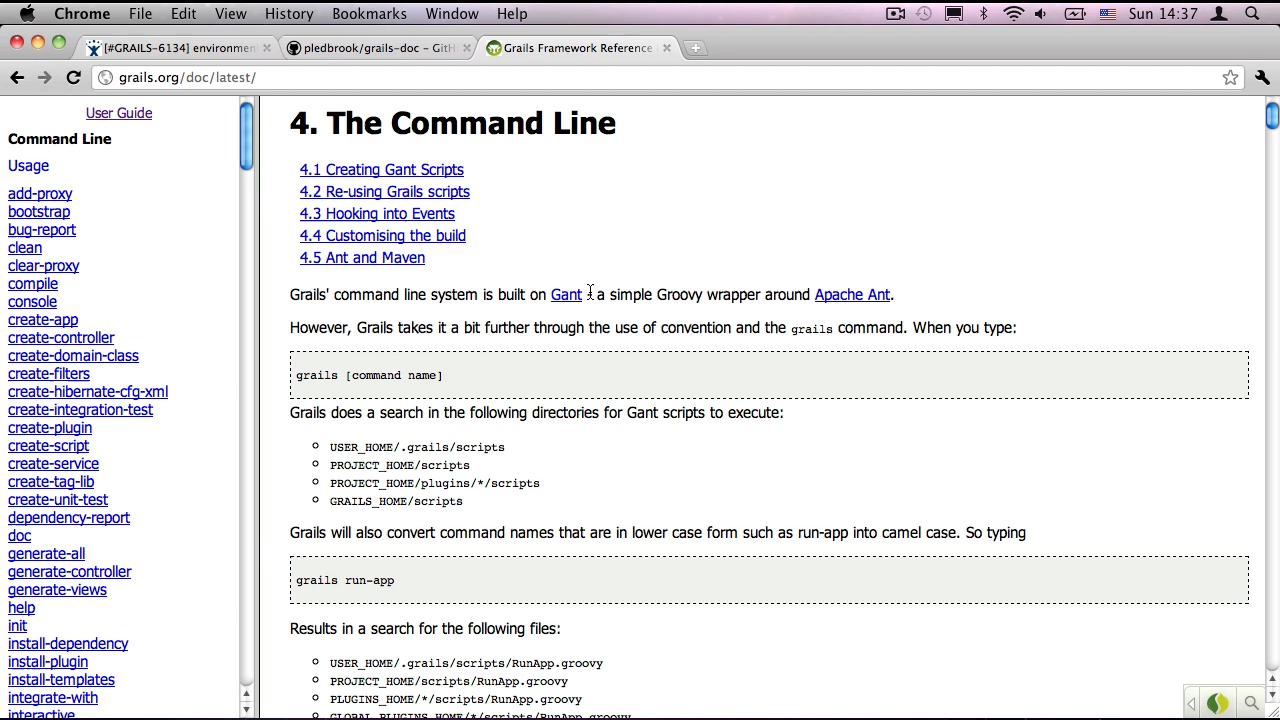 Chrome File Edit View History Bookmarks Window Help Sun 14:37
[#GRAILS-6134] environmen
pledbrook/grails-doc – GitH
Grails Framework Reference
grails.org/doc/latest/
User Guide
Command Line
Usage
add-proxy
bootstrap
bug-report
clean
clear-proxy
compile
console
create-app
create-controller
create-domain-class
create-filters
create-hibernate-cfg-xml
create-integration-test
create-plugin
create-script
create-service
create-tag-lib
create-unit-test
dependency-report
doc
generate-all
generate-controller
generate-views
help
init
install-dependency
install-plugin
install-templates
integrate-with
interactive
4. The Command Line
4.1 Creating Gant Scripts
4.2 Re-using Grails scripts
4.3 Hooking into Events
4.4 Customising the build
4.5 Ant and Maven
Grails' command line system is built on Gant - a simple Groovy wrapper around Apache Ant.
However, Grails takes it a bit further through the use of convention and the grails command. When you type:
grails [command name]
Grails does a search in the following directories for Gant scripts to execute:
USER_HOME/.grails/scripts
PROJECT_HOME/scripts
PROJECT_HOME/plugins/*/scripts
GRAILS_HOME/scripts
Grails will also convert command names that are in lower case form such as run-app into camel case. So typing
grails run-app
Results in a search for the following files:
USER_HOME/.grails/scripts/RunApp.groovy
PROJECT_HOME/scripts/RunApp.groovy
PLUGINS_HOME/*/scripts/RunApp.groovy
GLOBAL_PLUGINS_HOME/*/scripts/RunApp.groovy